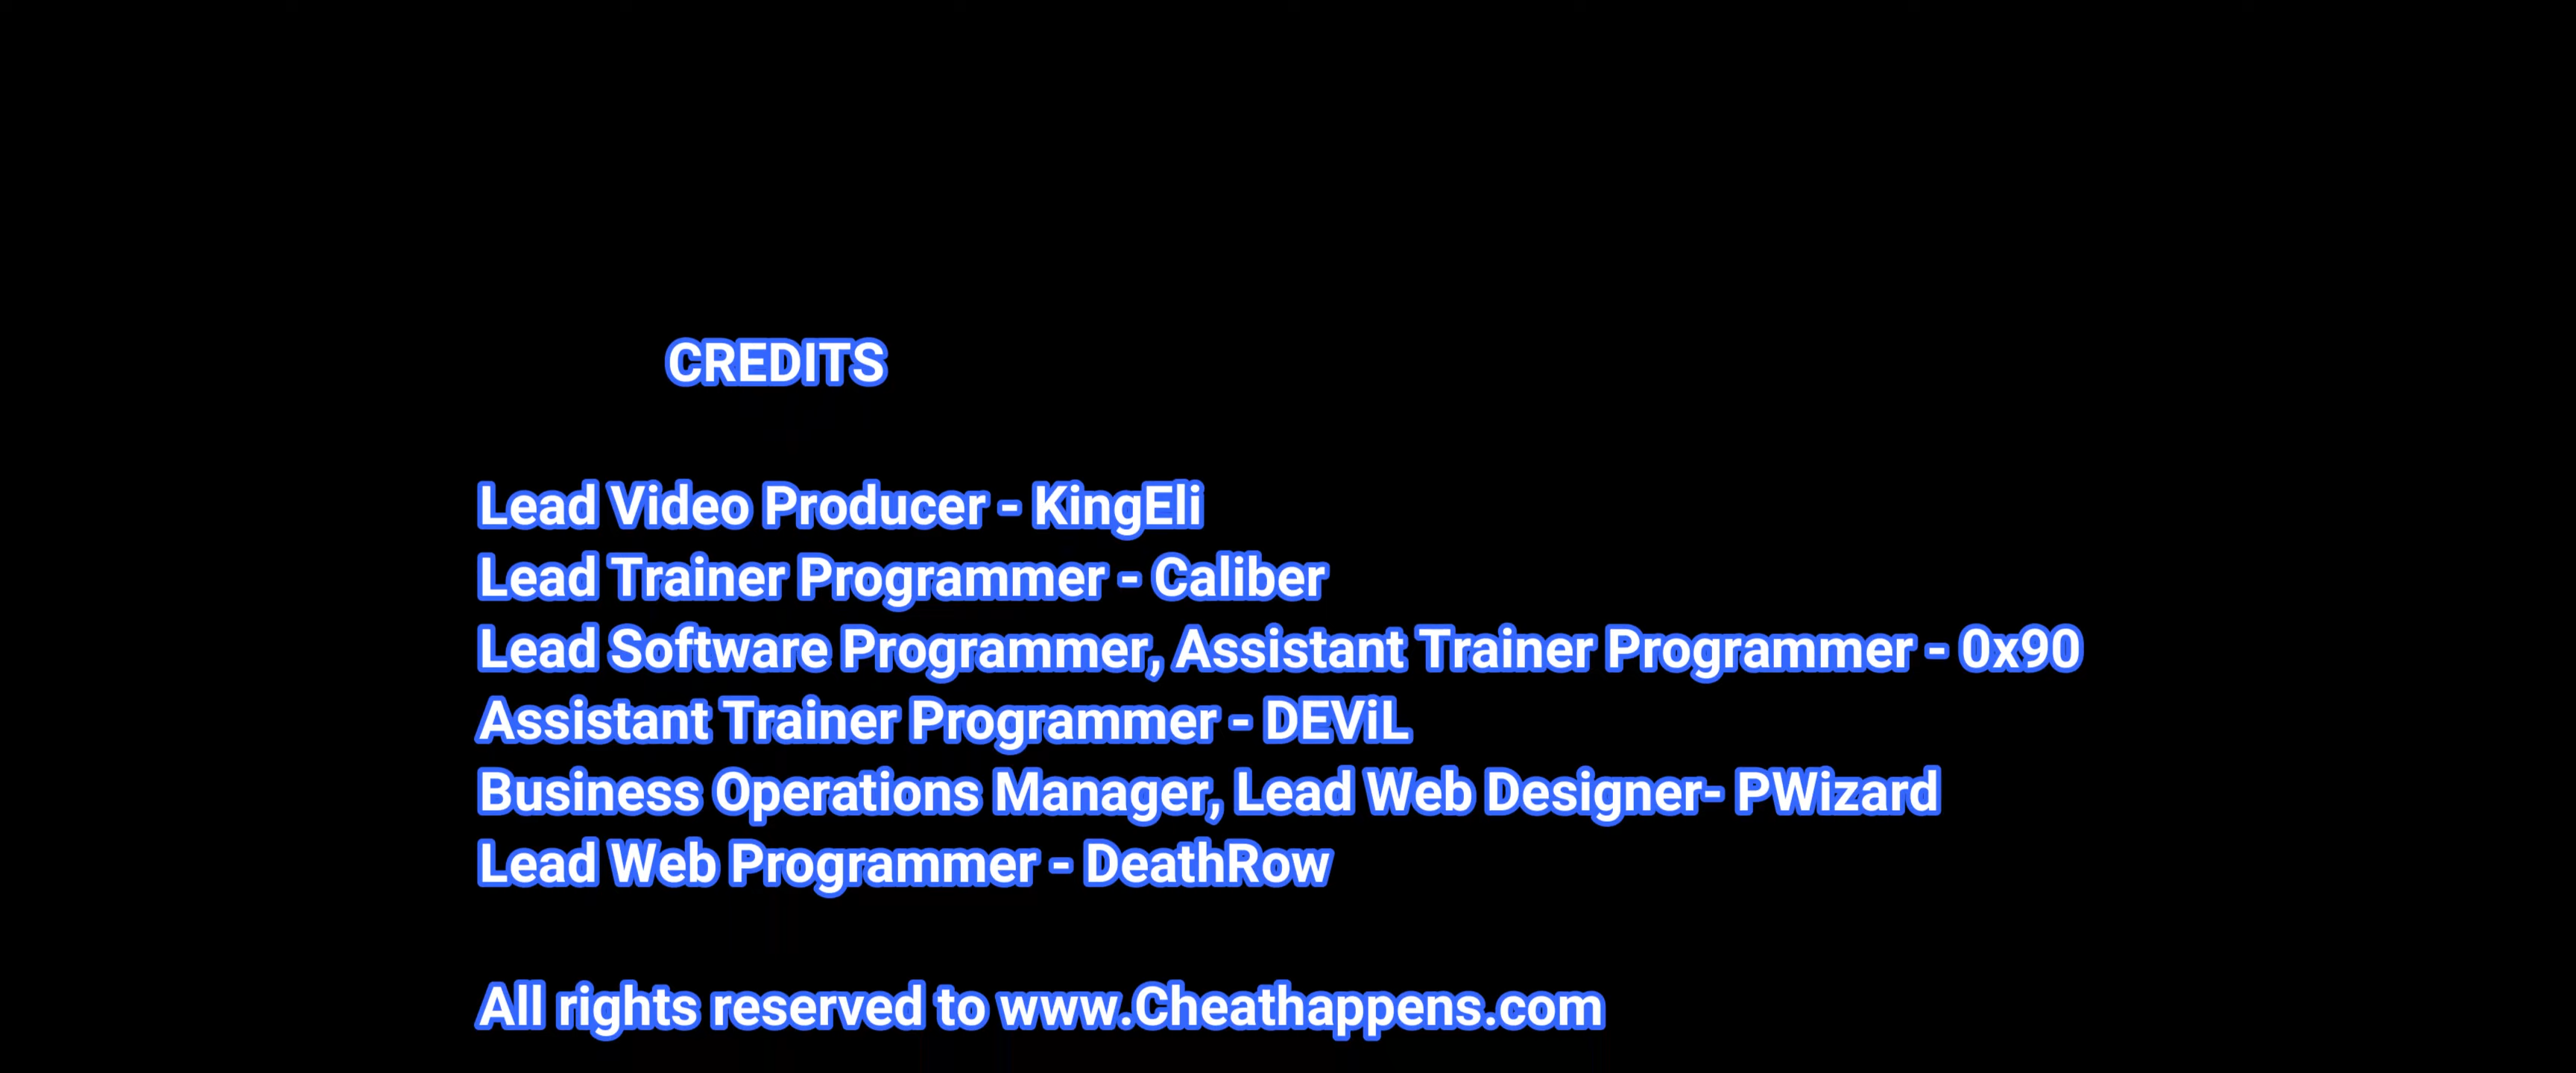 CREDITS
Lead Video Producer - KingEli
Lead Trainer Programmer - Caliber
Lead Software Programmer, Assistant Trainer Programmer - 0x90
Assistant Trainer Programmer - DEViL
Business Operations Manager, Lead Web Designer- PWizard
Lead Web Programmer - DeathRow
All rights reserved to www.Cheathappens.com